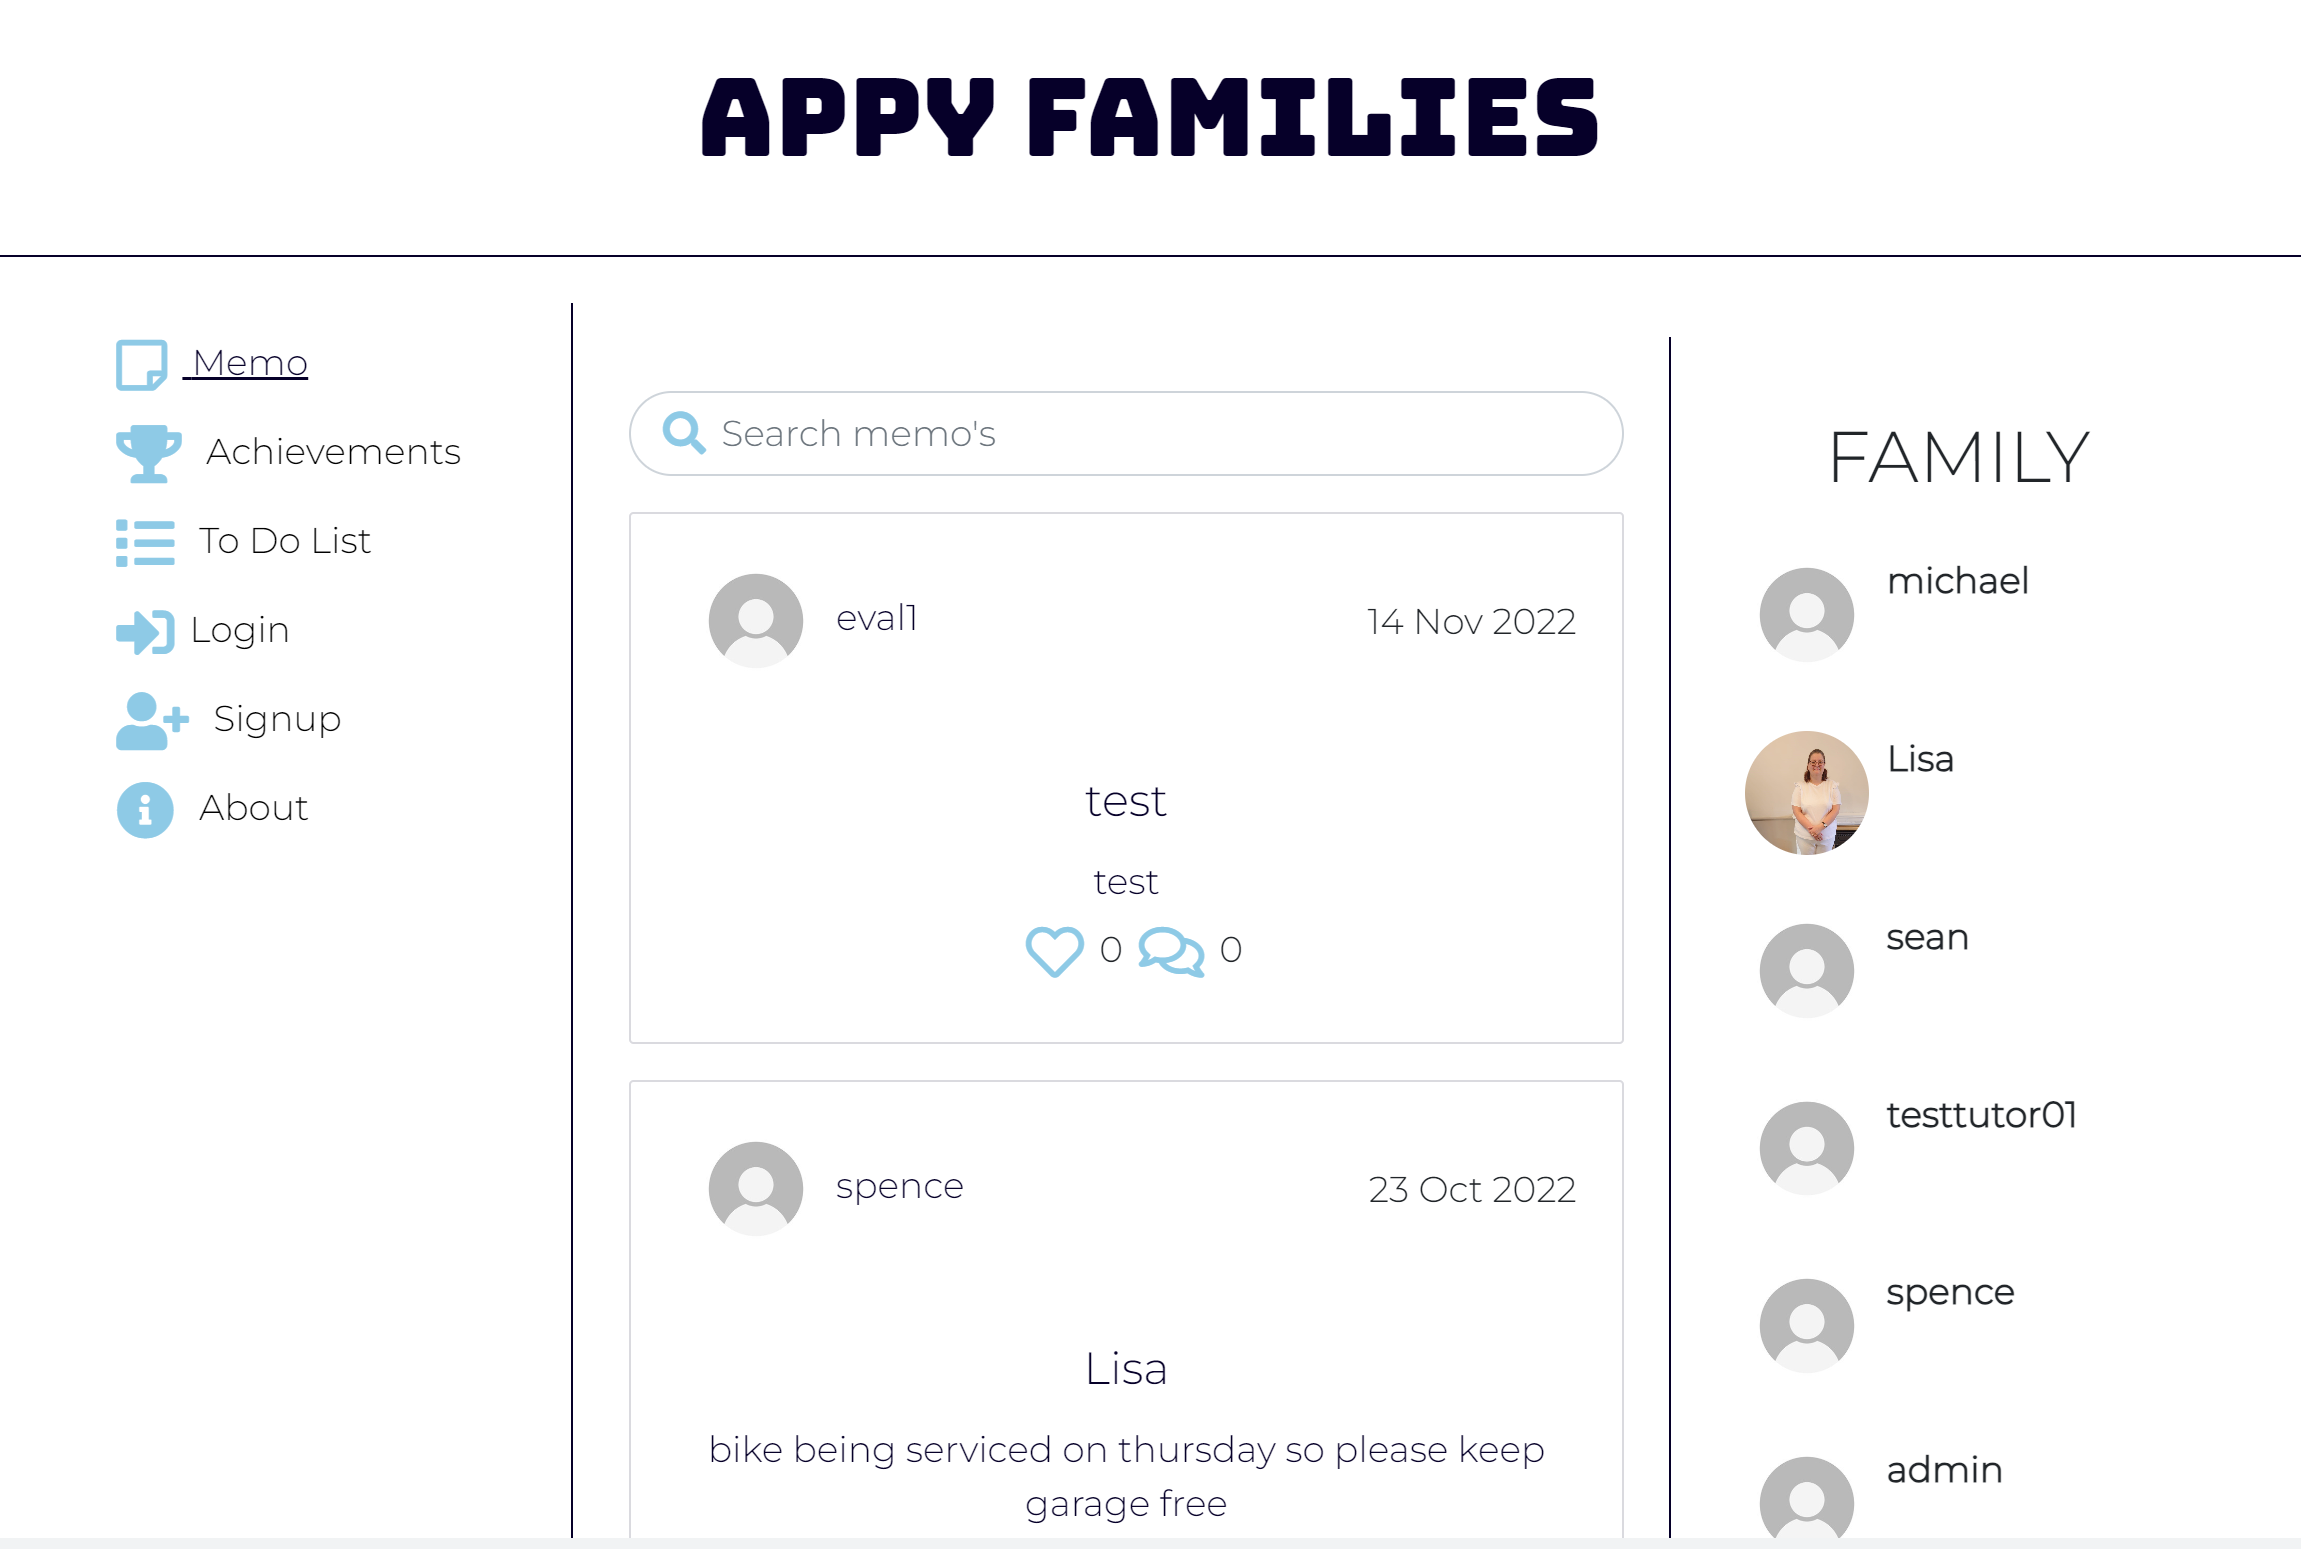 APPY FAMILIES
Memo
Achievements
To Do List
Login
Signup
About
Search memo's
eval1
14 Nov 2022
test
test
0 0
spence
23 Oct 2022
Lisa
bike being serviced on thursday so please keep
garage free
FAMILY
michael
Lisa
sean
testtutor01
spence
admin